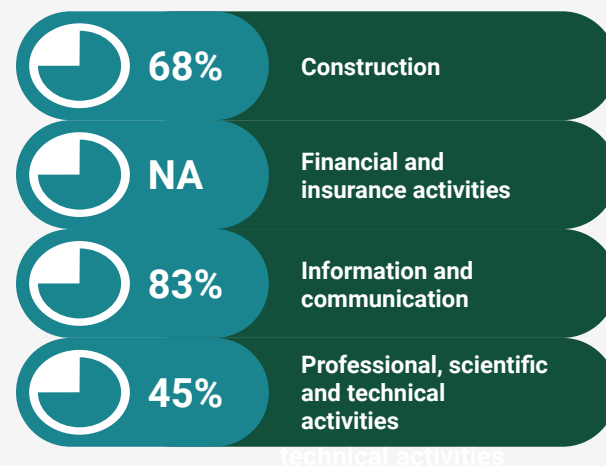 68% Construction
NA Financial and
insurance activities
83% Information and
communication
45% Professional, scientific
and technical
activities
technical activities